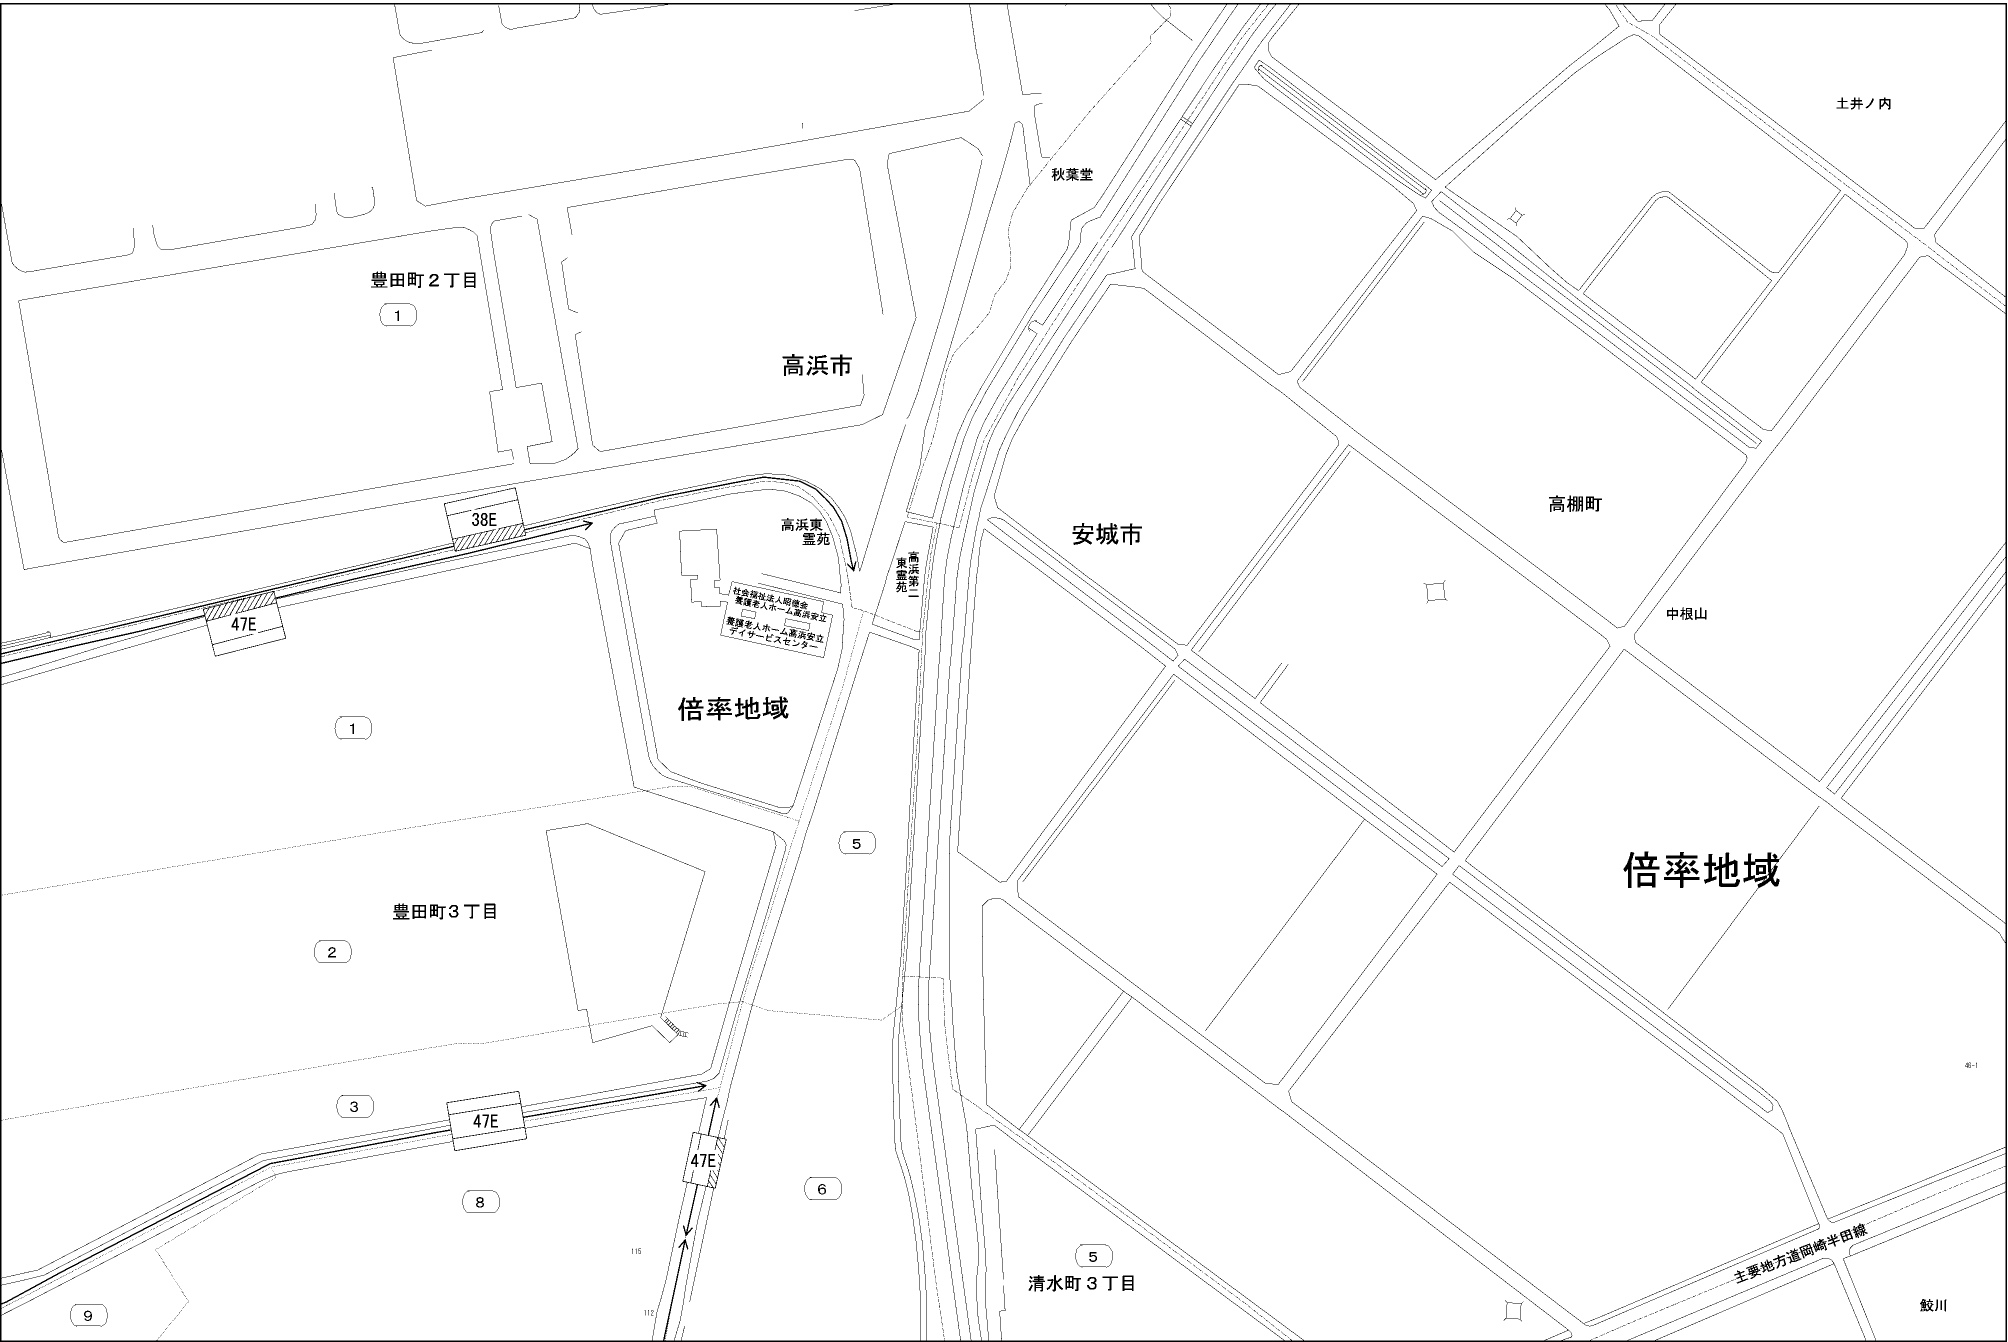 土井ノ内
秋葉堂
豊田町２丁目
1
高浜市
38E
高浜東
霊苑
安城市
高棚町
高浜第二
東霊苑
社会福祉法人昭徳会
養護老人ホーム高浜安立
養護老人ホーム高浜安立
デイサービスセンター
47E
中根山
倍率地域
1
5
倍率地域
豊田町３丁目
2
46-1
3
47E
47E
6
8
115
5
清水町３丁目
主要地方道岡崎半田線
112
9
鮫川